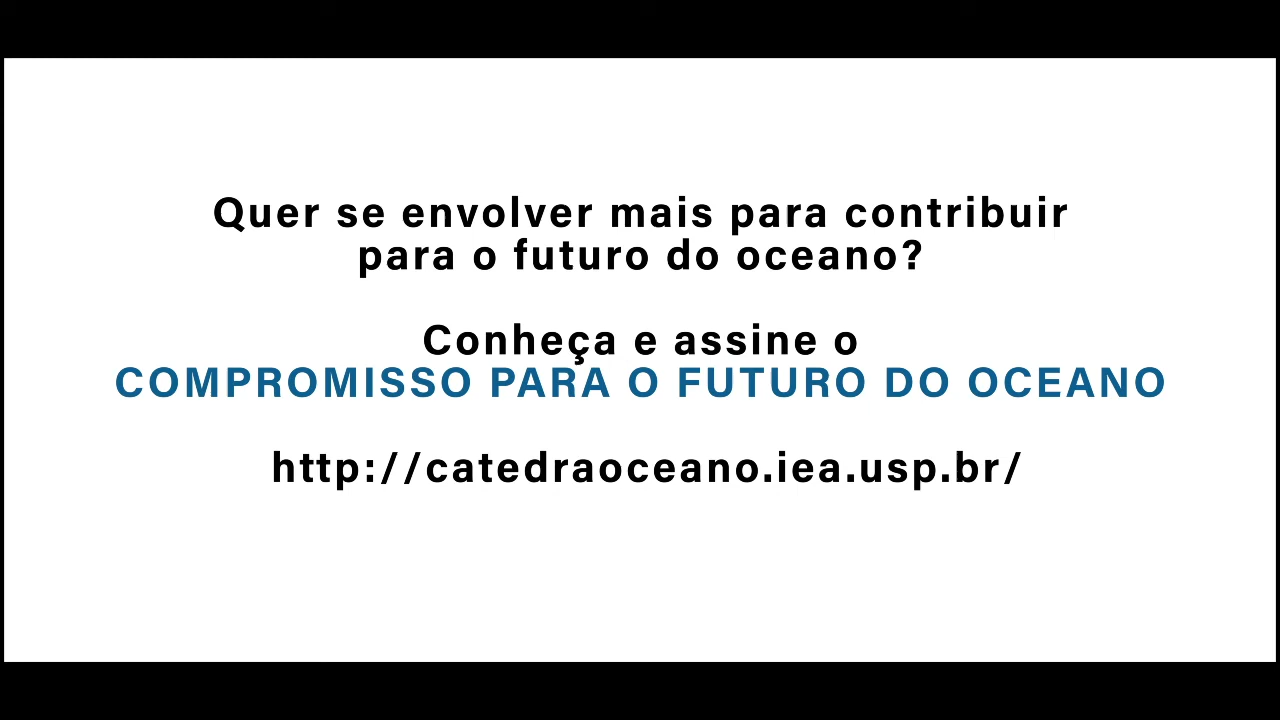 Quer se envolver mais para contribuir
para o futuro do oceano?
Conheça e assine o
COMPROMISSO PARA O FUTURO DO OCEANO
http://catedraoceano.iea.usp.br/